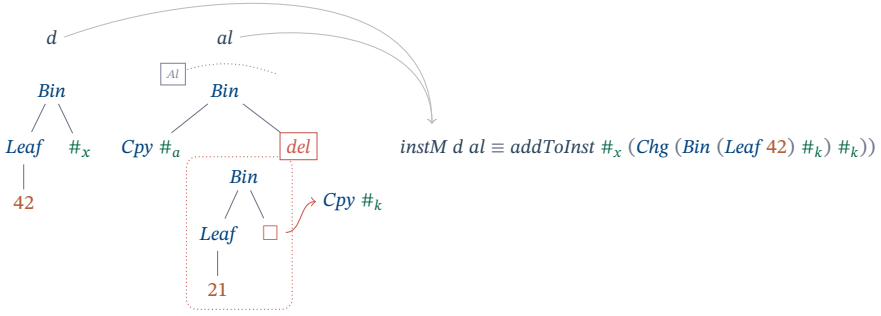 d al
Al
Bin Bin
Leaf #x Cpy #a del instM d al ≡ addToInst #x (Chg (Bin (Leaf 42) #k) #k))
Bin
42 Cpy #k
Leaf
21